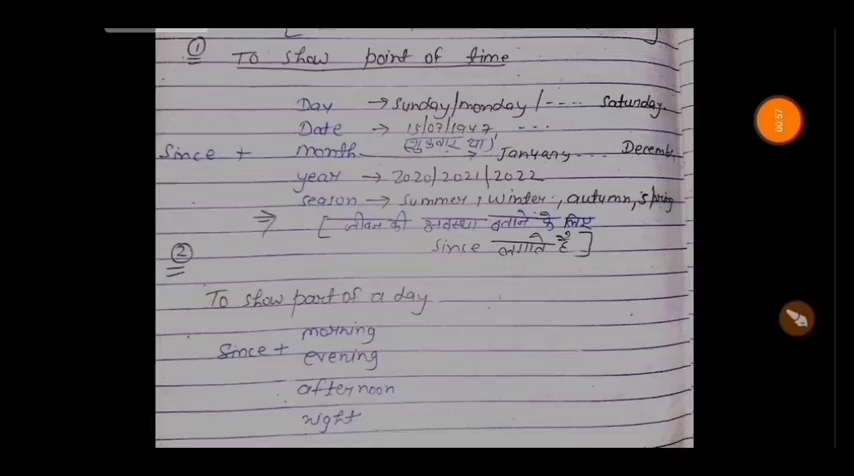 ① To show point of time
Day → Sunday/monday/---- Saturday
Date → 15/07/1947, ---
(शुक्रवार था)
Since + month → January ---- December
year → 2020/2021/2022
season → summer, winter, autumn, spring
⇒ [ जीवन की अवस्था बताने के लिए
since लगाते हैं ]
②
To show part of a day
Since + morning
evening
afternoon
night
00:57